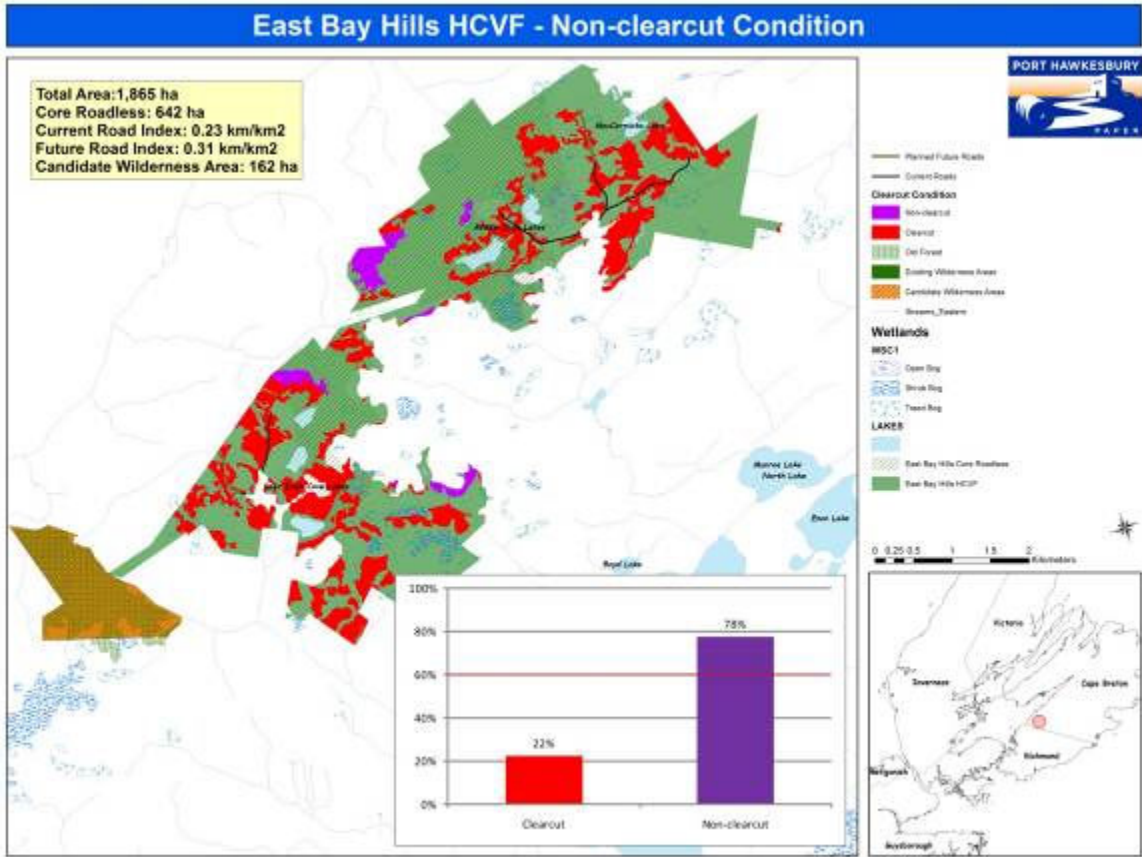 East Bay Hills HCVF - Non-clearcut Condition
Total Area:1,865 ha
Core Roadless: 642 ha
Current Road Index: 0.23 km/km2
Future Road Index: 0.31 km/km2
Candidate Wilderness Area: 162 ha
PORT HAWKESBURY
PAPER
Planned Future Roads
Current Roads
Clearcut Condition
Non-clearcut
Clearcut
Old Forest
Existing Wilderness Areas
Candidate Wilderness Areas
Streams_Eastern
Wetlands
WSC1
Open Bog
Shrub Bog
Treed Bog
LAKES
East Bay Hills Core Roadless
East Bay Hills HCVF
0 0.25 0.5 1 1.5 2
Kilometers
Munroe Lake
North Lake
Enon Lake
Boyd Lake
100%
80%
60%
40%
20%
0%
22%
78%
Clearcut
Non-clearcut
Victoria
Inverness
Cape Breton
Richmond
Guysborough